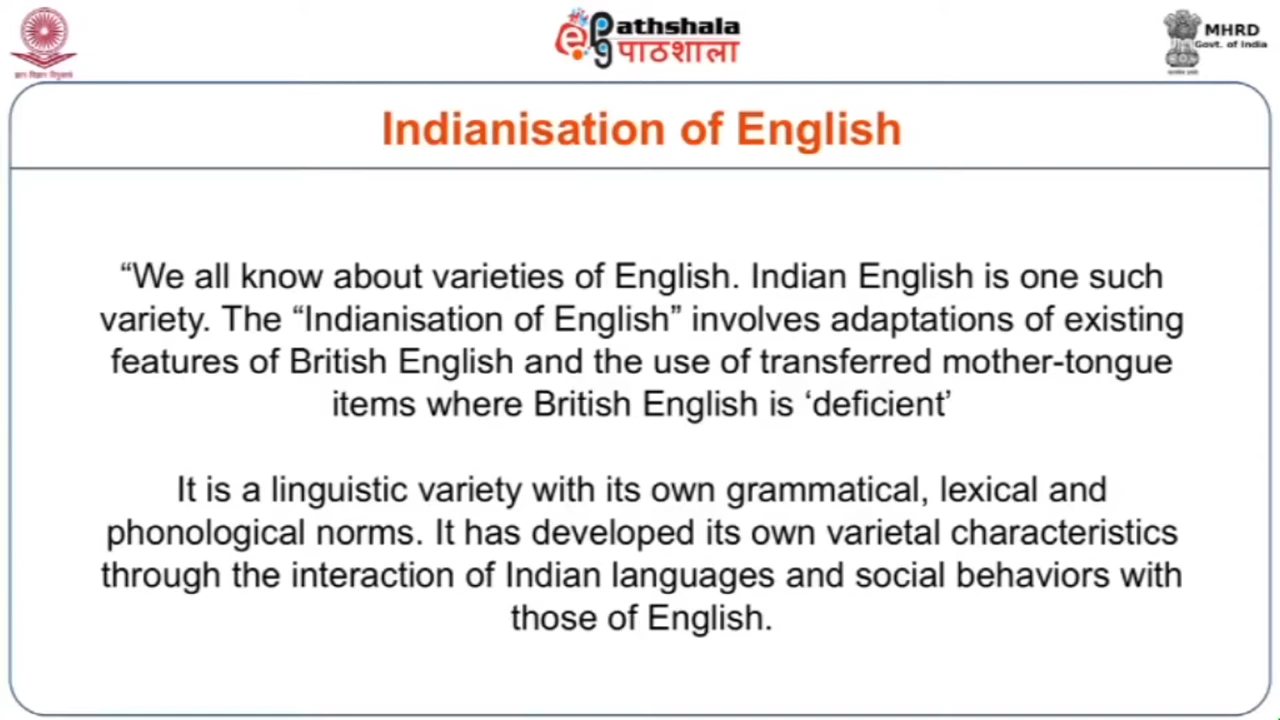 ePathshala
पाठशाला
MHRD
Govt. of India
Indianisation of English
“We all know about varieties of English. Indian English is one such
variety. The “Indianisation of English” involves adaptations of existing
features of British English and the use of transferred mother-tongue
items where British English is ‘deficient’
It is a linguistic variety with its own grammatical, lexical and
phonological norms. It has developed its own varietal characteristics
through the interaction of Indian languages and social behaviors with
those of English.